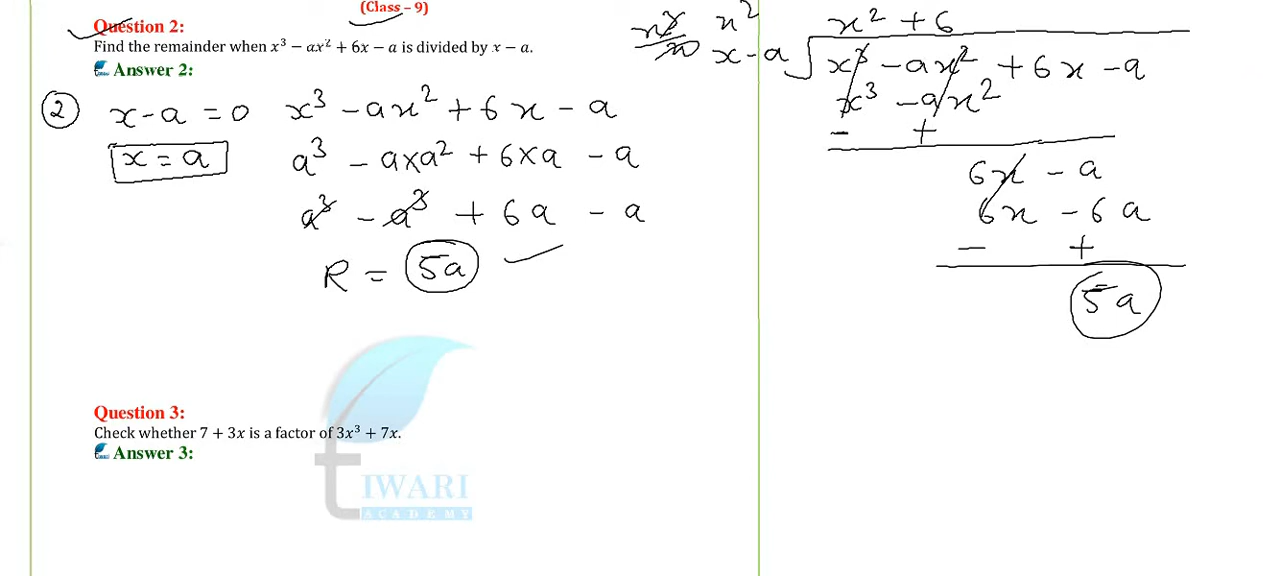 (Class – 9)
Question 2:
Find the remainder when x³ − ax² + 6x − a is divided by x − a.
Answer 2:
② x-a = 0   x³ - ax² + 6x - a
x = a   a³ - a×a² + 6×a - a
a³ - a³ + 6a - a
R = 5a
x³/x x²
x² + 6
x-a ) x³ - ax² + 6x - a
x³ - ax²
- +
6x - a
6x - 6a
- +
5a
Question 3:
Check whether 7 + 3x is a factor of 3x³ + 7x.
Answer 3:
TIWARI
ACADEMY